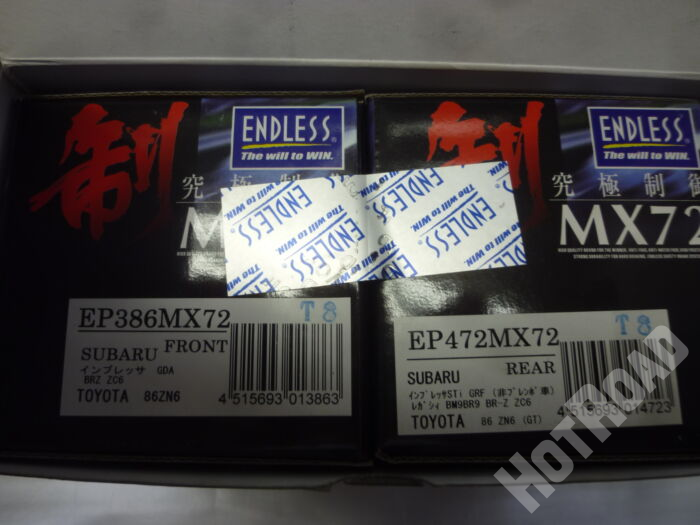 制
ENDLESS
The will to WIN.
究極制
M
ENDLESS
The will to WIN.
EP386MX72
T8
SUBARU FRONT
インプレッサ GDA
BRZ ZC6
TOYOTA 86ZN6
4 515693 013863
制
ENDLESS
The will to WIN.
究極制御
MX72
EP472MX72
T8
SUBARU REAR
インプレッサSTi GRF (非ブレンボ車)
レガシィ BM9BR9 BR-Z ZC6
TOYOTA 86 ZN6 (GT)
4 515693 014723
HOTROAD